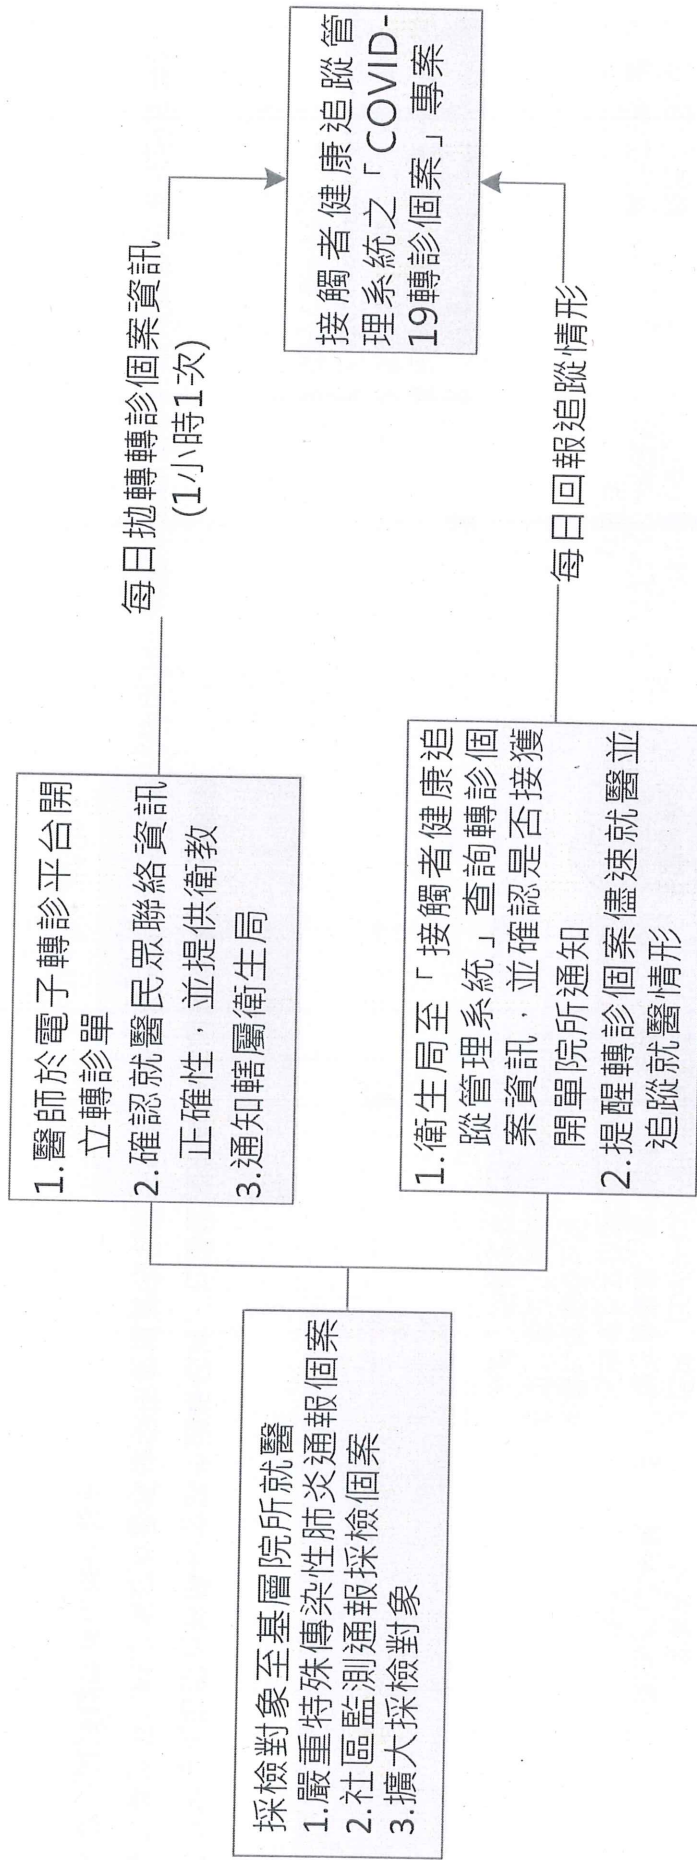 採檢對象至基層院所就醫
1.嚴重特殊傳染性肺炎通報個案
2.社區監測通報採檢個案
3.擴大採檢對象
1.醫師於電子轉診平台開
立轉診單
2.確認就醫民眾聯絡資訊
正確性，並提供衛教
3.通知轄屬衛生局
每日拋轉轉診個案資訊
(1小時1次)
1.衛生局至「接觸者健康追
蹤管理系統」查詢轉診個
案資訊，並確認是否接獲
開單院所通知
2.提醒轉診個案儘速就醫並
追蹤就醫情形
每日回報追蹤情形
接觸者健康追蹤管
理系統之「COVID-
19轉診個案」專案